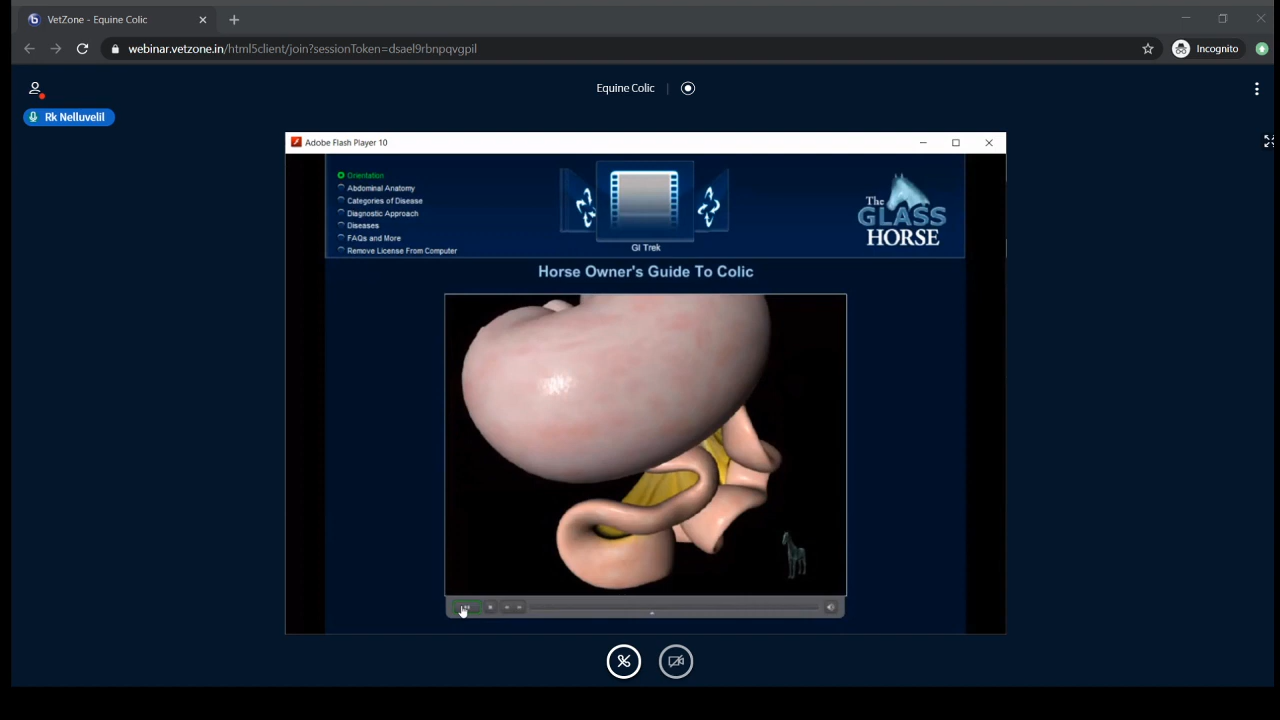 VetZone - Equine Colic
webinar.vetzone.in/html5client/join?sessionToken=dsael9rbnpqvgpil
Incognito
Equine Colic
Rk Nelluvelil
Adobe Flash Player 10
Orientation
Abdominal Anatomy
Categories of Disease
Diagnostic Approach
Diseases
FAQs and More
Remove License From Computer
GI Trek
The
GLASS
HORSE
Horse Owner's Guide To Colic